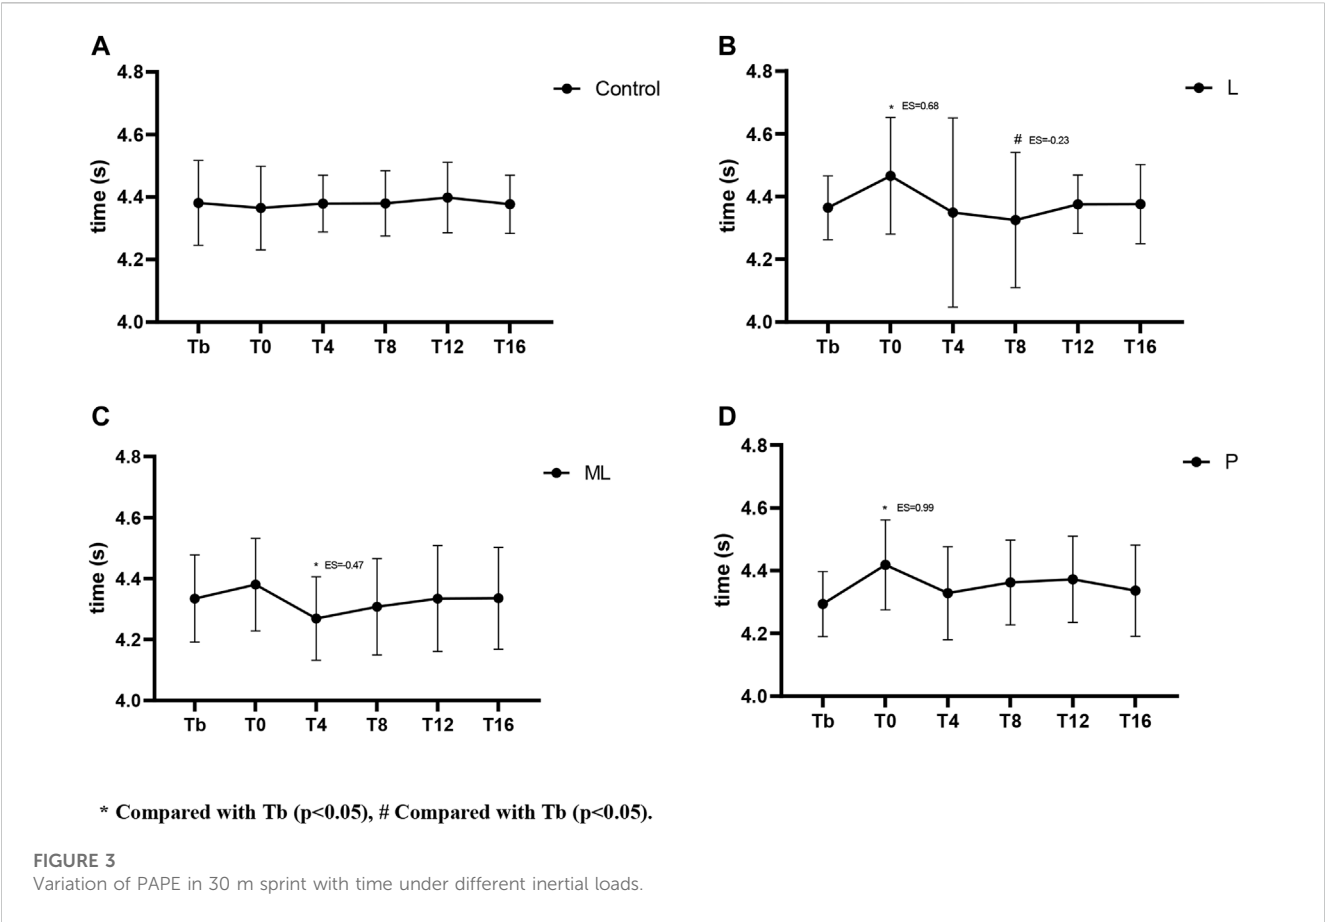 A
4.8
4.6
4.4
4.2
4.0
time (s)
Control
Tb T0 T4 T8 T12 T16
B
4.8
4.6
4.4
4.2
4.0
time (s)
L
* ES=0.68
# ES=-0.23
Tb T0 T4 T8 T12 T16
C
4.8
4.6
4.4
4.2
4.0
time (s)
ML
* ES=-0.47
Tb T0 T4 T8 T12 T16
D
4.8
4.6
4.4
4.2
4.0
time (s)
P
* ES=0.99
Tb T0 T4 T8 T12 T16
* Compared with Tb (p<0.05), # Compared with Tb (p<0.05).
FIGURE 3
Variation of PAPE in 30 m sprint with time under different inertial loads.